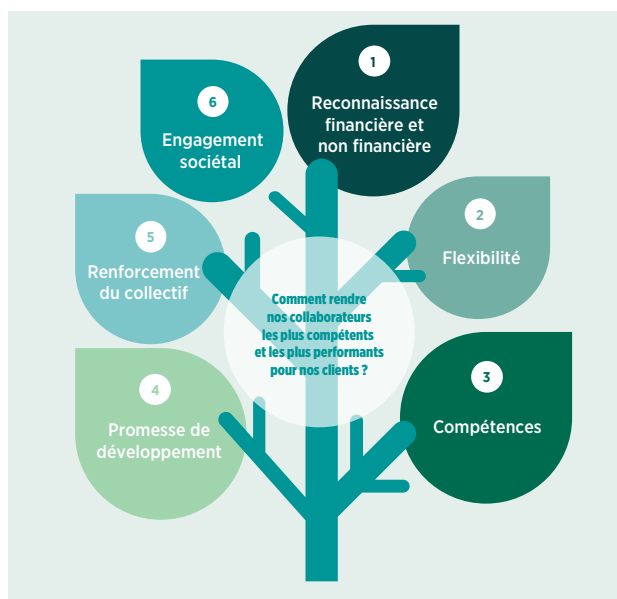 1
Reconnaissance
financière et
non financière
2
Flexibilité
3
Compétences
4
Promesse de
développement
5
Renforcement
du collectif
6
Engagement
sociétal
Comment rendre
nos collaborateurs
les plus compétents
et les plus performants
pour nos clients ?